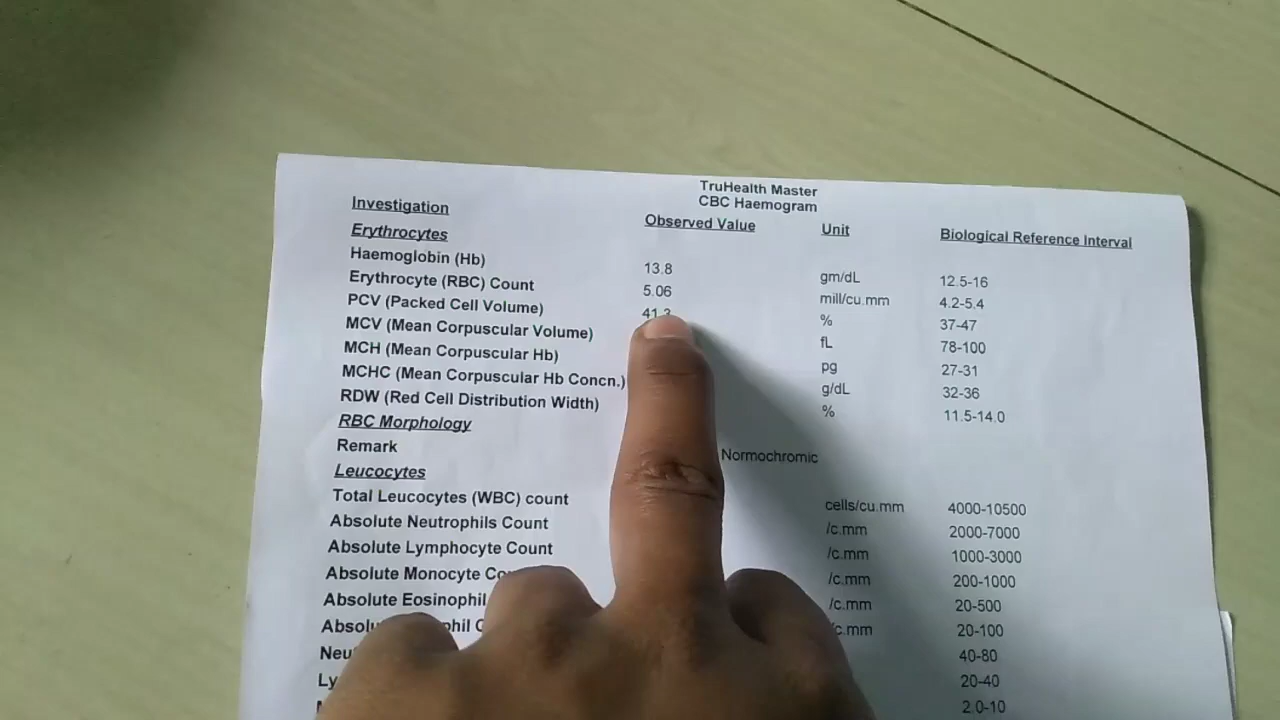 TruHealth Master
CBC Haemogram
Investigation Observed Value Unit Biological Reference Interval
Erythrocytes
Haemoglobin (Hb) 13.8 gm/dL 12.5-16
Erythrocyte (RBC) Count 5.06 mill/cu.mm 4.2-5.4
PCV (Packed Cell Volume) 41.3 % 37-47
MCV (Mean Corpuscular Volume) fL 78-100
MCH (Mean Corpuscular Hb) pg 27-31
MCHC (Mean Corpuscular Hb Concn.) g/dL 32-36
RDW (Red Cell Distribution Width) % 11.5-14.0
RBC Morphology
Remark Normochromic
Leucocytes
Total Leucocytes (WBC) count cells/cu.mm 4000-10500
Absolute Neutrophils Count /c.mm 2000-7000
Absolute Lymphocyte Count /c.mm 1000-3000
Absolute Monocyte /c.mm 200-1000
Absolute Eosinophil /c.mm 20-500
20-100
40-80
20-40
2.0-10